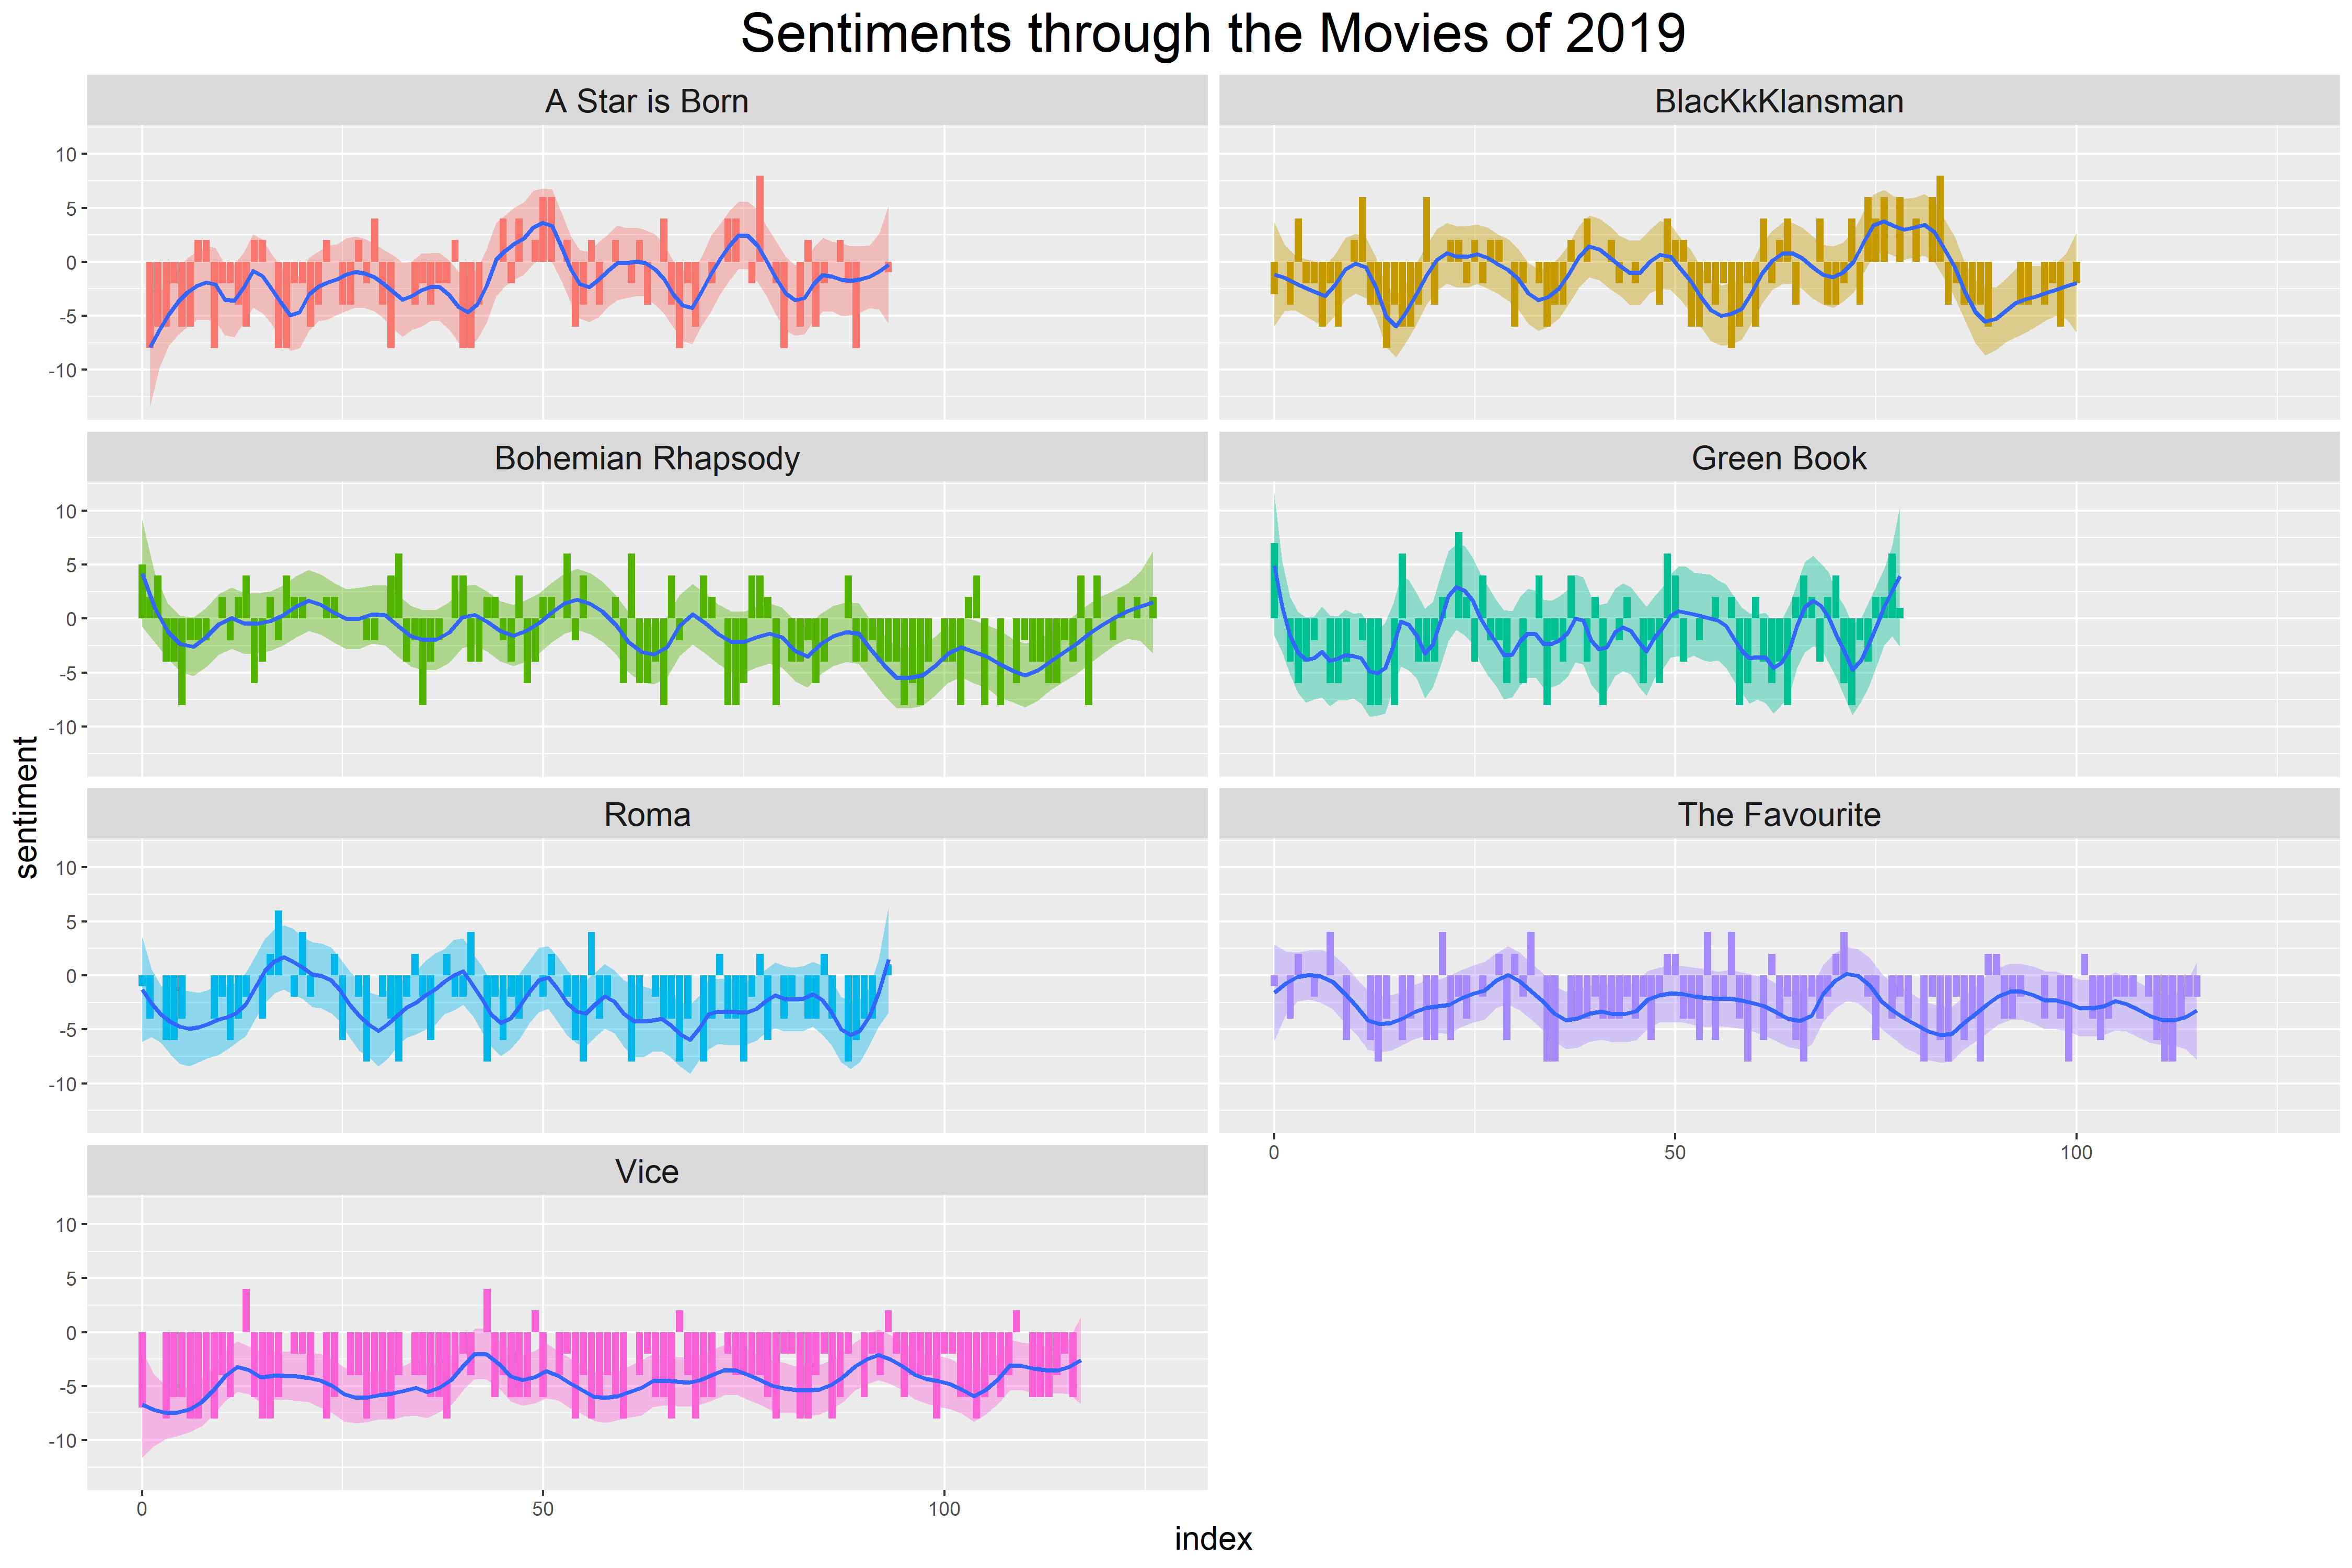 Sentiments through the Movies of 2019
A Star is Born
BlacKkKlansman
10
5
0
-5
-10
Bohemian Rhapsody
Green Book
10
5
0
-5
-10
sentiment
Roma
The Favourite
10
5
0
-5
-10
0 50 100
Vice
10
5
0
-5
-10
0 50 100
index